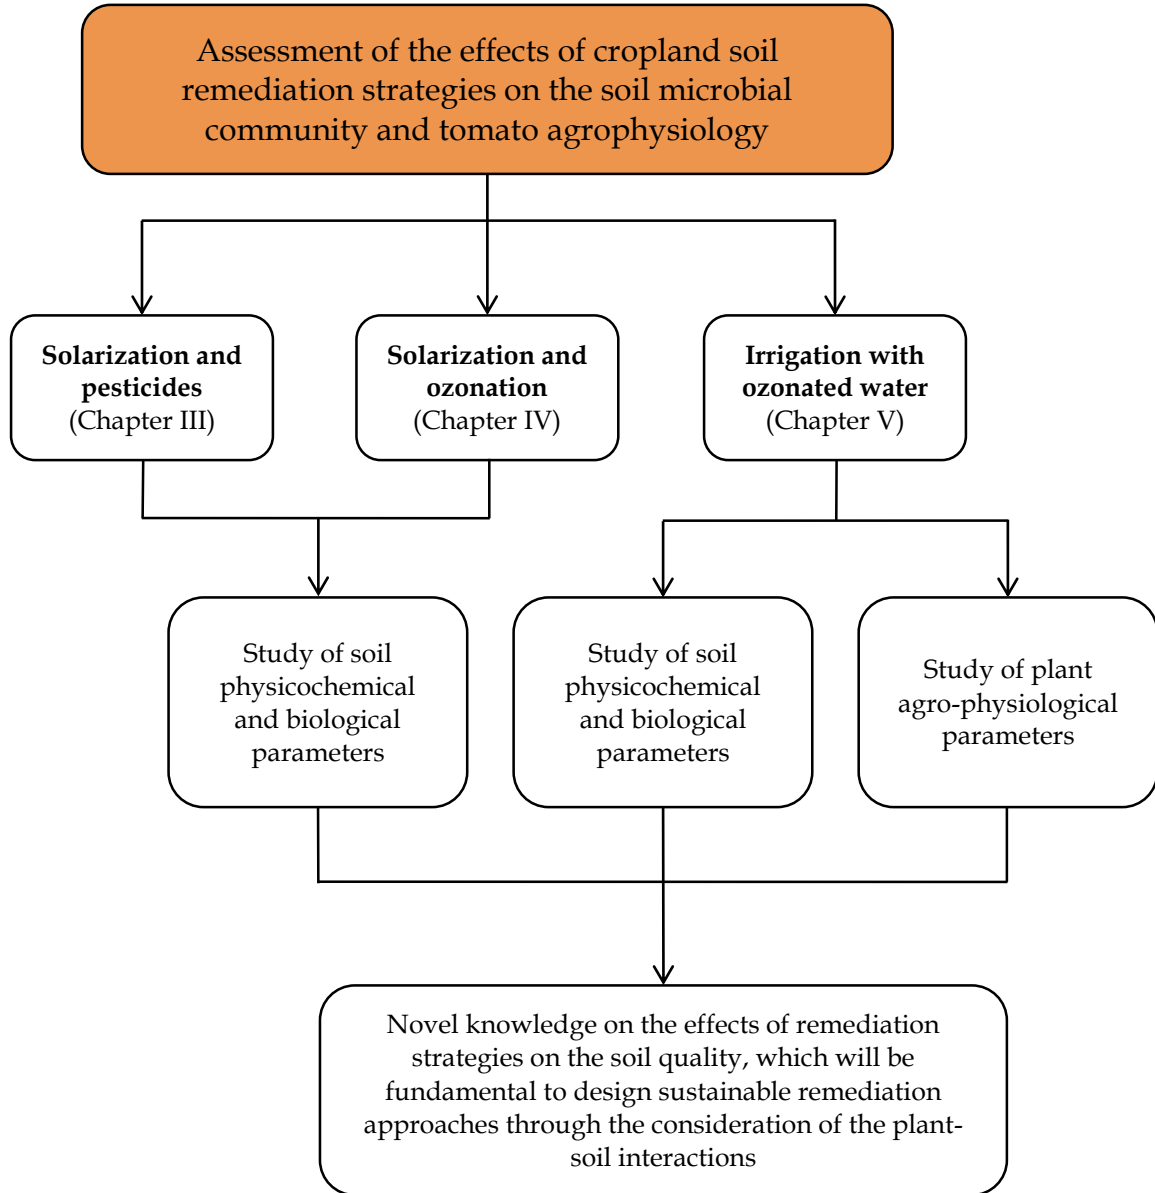 Assessment of the effects of cropland soil
remediation strategies on the soil microbial
community and tomato agrophysiology
Solarization and
pesticides
(Chapter III)
Solarization and
ozonation
(Chapter IV)
Irrigation with
ozonated water
(Chapter V)
Study of soil
physicochemical
and biological
parameters
Study of soil
physicochemical
and biological
parameters
Study of plant
agro-physiological
parameters
Novel knowledge on the effects of remediation
strategies on the soil quality, which will be
fundamental to design sustainable remediation
approaches through the consideration of the plant-
soil interactions